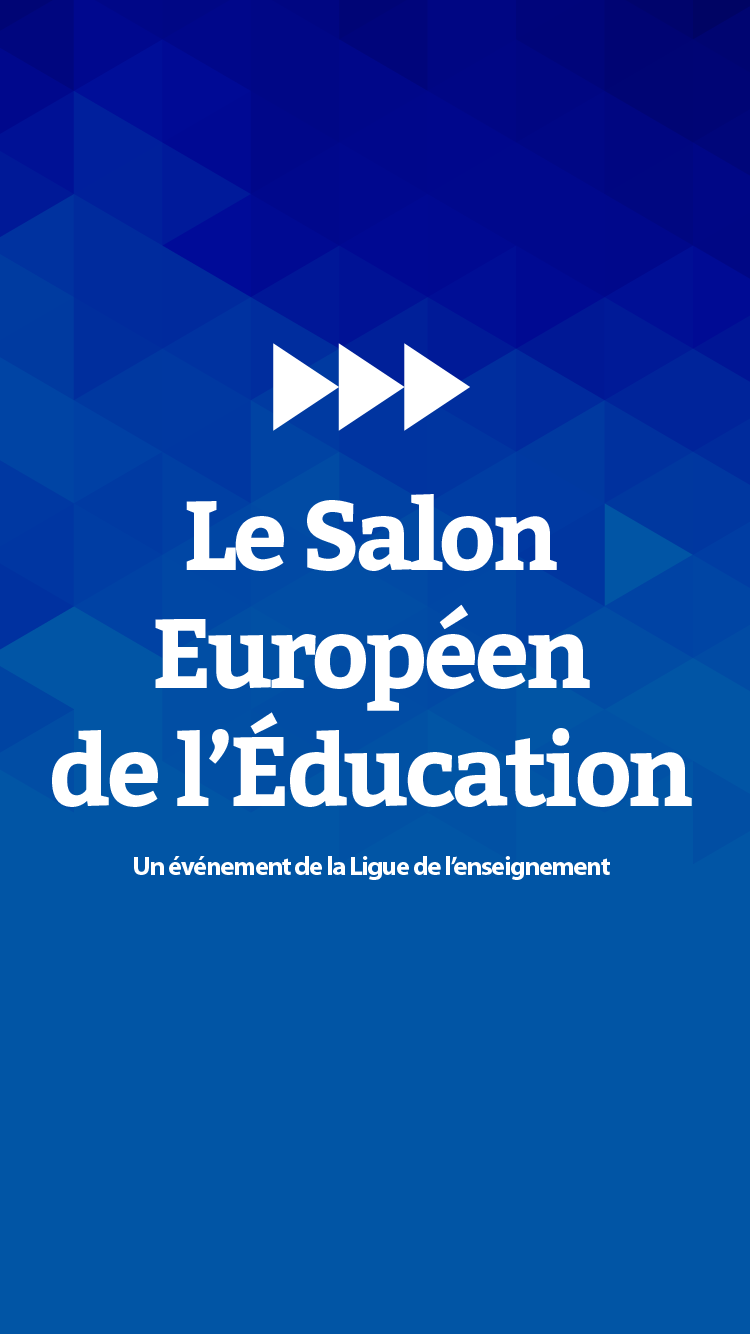 Le Salon
Européen
de l’Éducation
Un événement de la Ligue de l’enseignement